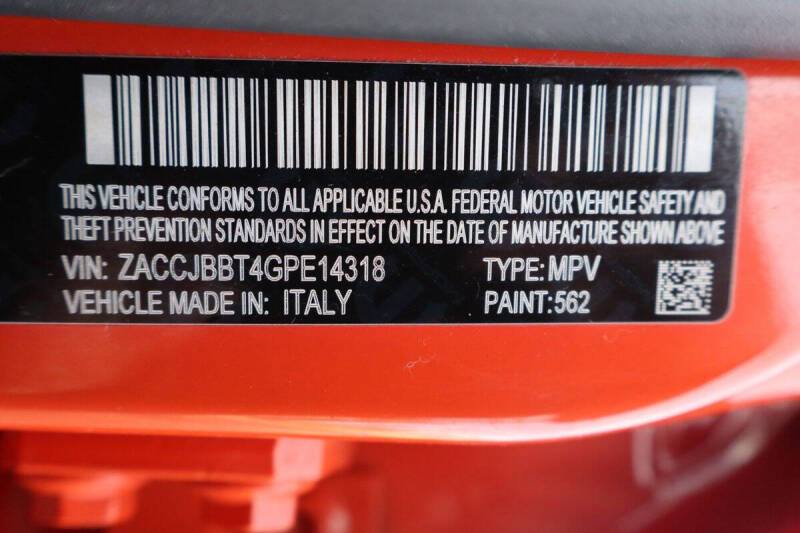 THIS VEHICLE CONFORMS TO ALL APPLICABLE U.S.A. FEDERAL MOTOR VEHICLE SAFETY AND
THEFT PREVENTION STANDARDS IN EFFECT ON THE DATE OF MANUFACTURE SHOWN ABOVE
VIN: ZACCJBBT4GPE14318 TYPE: MPV
VEHICLE MADE IN: ITALY PAINT: 562